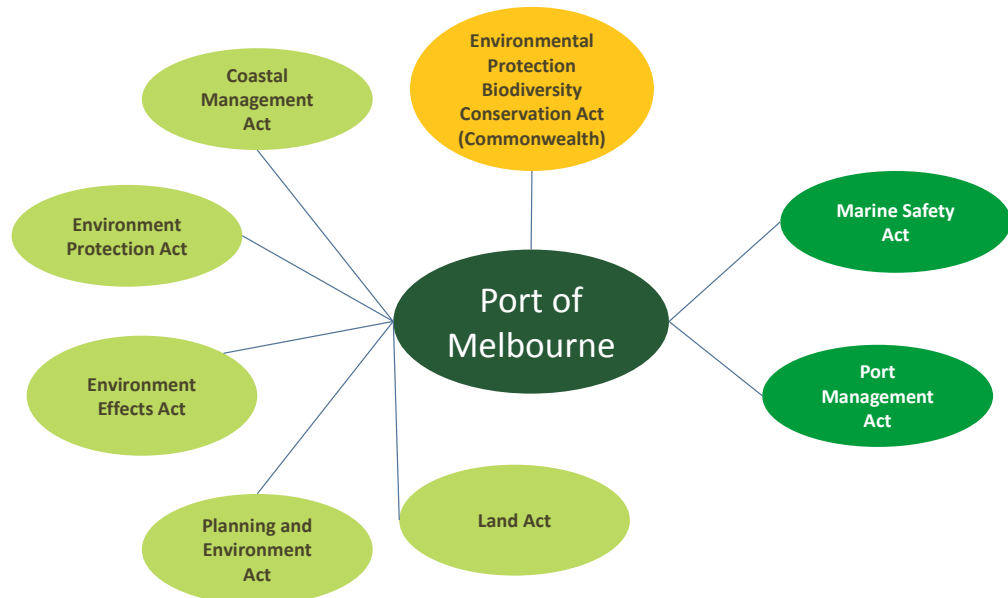 Environmental
Protection
Biodiversity
Conservation Act
(Commonwealth)
Coastal
Management
Act
Environment
Protection Act
Marine Safety
Act
Port of
Melbourne
Environment
Effects Act
Port
Management
Act
Planning and
Environment
Act
Land Act